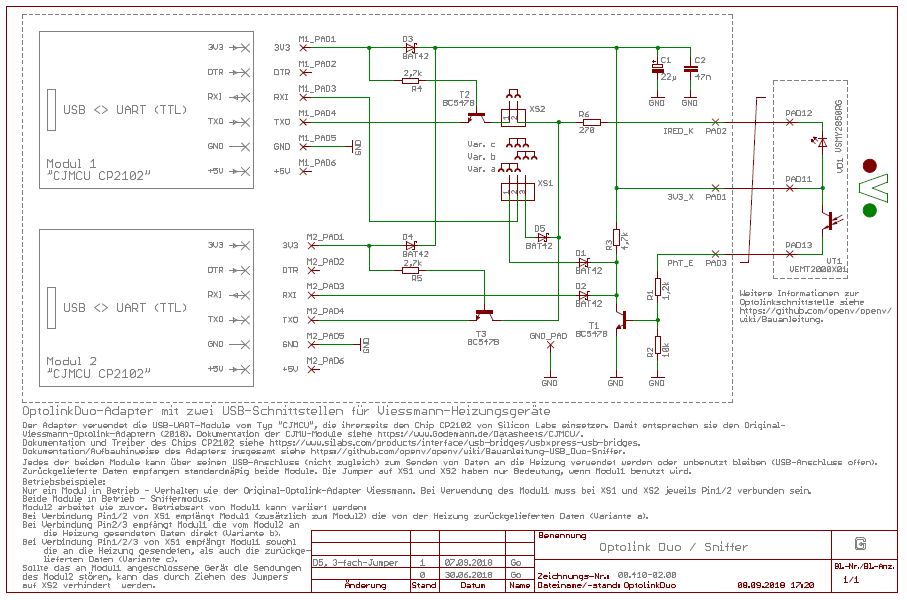 M1_PAD1
3V3
3V3
D3
BAT42
C1
22µ
C2
47n
GND
GND
M1_PAD2
DTR
DTR
2,7k
R4
M1_PAD3
RXI
RXI
T2
BC547B
XS2
1 2
USB <> UART (TTL)
M1_PAD4
TXO
TXO
R6
270
IRED_K
PAD2
PAD12
VD1 VSMY2850RG
M1_PAD5
GND
GND
GND
Var. c
Var. b
Var. a
Modul 1
"CJMCU CP2102"
M1_PAD6
+5V
+5V
XS1
1 2 3
3V3_X
PAD1
PAD11
M2_PAD1
3V3
3V3
D4
BAT42
D5
BAT42
R3
4,7k
M2_PAD2
DTR
DTR
2,7k
R5
D1
BAT42
PhT_E
PAD3
PAD13
VT1
VEMT2000X01
M2_PAD3
RXI
RXI
D2
BAT42
R1
1,2k
USB <> UART (TTL)
M2_PAD4
TXO
TXO
T3
BC547B
T1
BC547B
M2_PAD5
GND
GND
GND
GND_PAD
R2
10k
Modul 2
"CJMCU CP2102"
M2_PAD6
+5V
+5V
GND
GND
GND
Weitere Informationen zur
Optolinkschnittstelle siehe
https://github.com/openv/openv/
wiki/Bauanleitung.
OptolinkDuo-Adapter mit zwei USB-Schnittstellen für Viessmann-Heizungsgeräte
Der Adapter verwendet die USB-UART-Module vom Typ "CJMCU", die ihrerseits den Chip CP2102 von Silicon Labs einsetzen. Damit entsprechen sie den Original-
Viessmann-Optolink-Adaptern (2018). Dokumentation der CJMU-Module siehe https://www.Godemann.de/Datasheets/CJMCU/.
Dokumentation und Treiber des Chips CP2102 siehe https://www.silabs.com/products/interface/usb-bridges/usbxpress-usb-bridges.
Dokumentation/Aufbauhinweise des Adapters insgesamt siehe https://github.com/openv/openv/wiki/Bauanleitung-USB_Duo-Sniffer.
Jedes der beiden Module kann über seinen USB-Anschluss (nicht zugleich) zum Senden von Daten an die Heizung verwendet werden oder unbenutzt bleiben (USB-Anschluss offen).
Zurückgelieferte Daten empfangen standardmäßig beide Module. Die Jumper auf XS1 und XS2 haben nur Bedeutung, wenn Modul1 benutzt wird.
Betriebsbeispiele:
Nur ein Modul in Betrieb - Verhalten wie der Original-Optolink-Adapter Viessmann. Bei Verwendung des Modul1 muss bei XS1 und XS2 jeweils Pin1/2 verbunden sein.
Beide Module in Betrieb - Sniffermodus.
Modul2 arbeitet wie zuvor. Betriebsart von Modul1 kann variiert werden:
Bei Verbindung Pin1/2 von XS1 empfängt Modul1 (zusätzlich zum Modul2) die von der Heizung zurückgelieferten Daten (Variante a).
Bei Verbindung Pin2/3 empfängt Modul1 die vom Modul2 an
die Heizung gesendeten Daten direkt (Variante b).
Bei Verbindung Pin1/2/3 von XS1 empfängt Modul1 sowohl
die an die Heizung gesendeten, als auch die zurückge-
lieferten Daten (Variante c).
Sollte das an Modul1 angeschlossene Gerät die Sendungen
des Modul2 stören, kann das durch Ziehen des Jumpers
auf XS2 verhindert werden.
D5, 3-fach-Jumper 1 07.09.2018 Go
0 30.06.2018 Go
Änderung Stand Datum Name
Benennung
Optolink Duo / Sniffer
Zeichnungs-Nr.: 00.410-02.00
Dateiname/-stand: OptolinkDuo
08.09.2018 17:20
G
Bl.-Nr./Bl.-Anz.
1/1